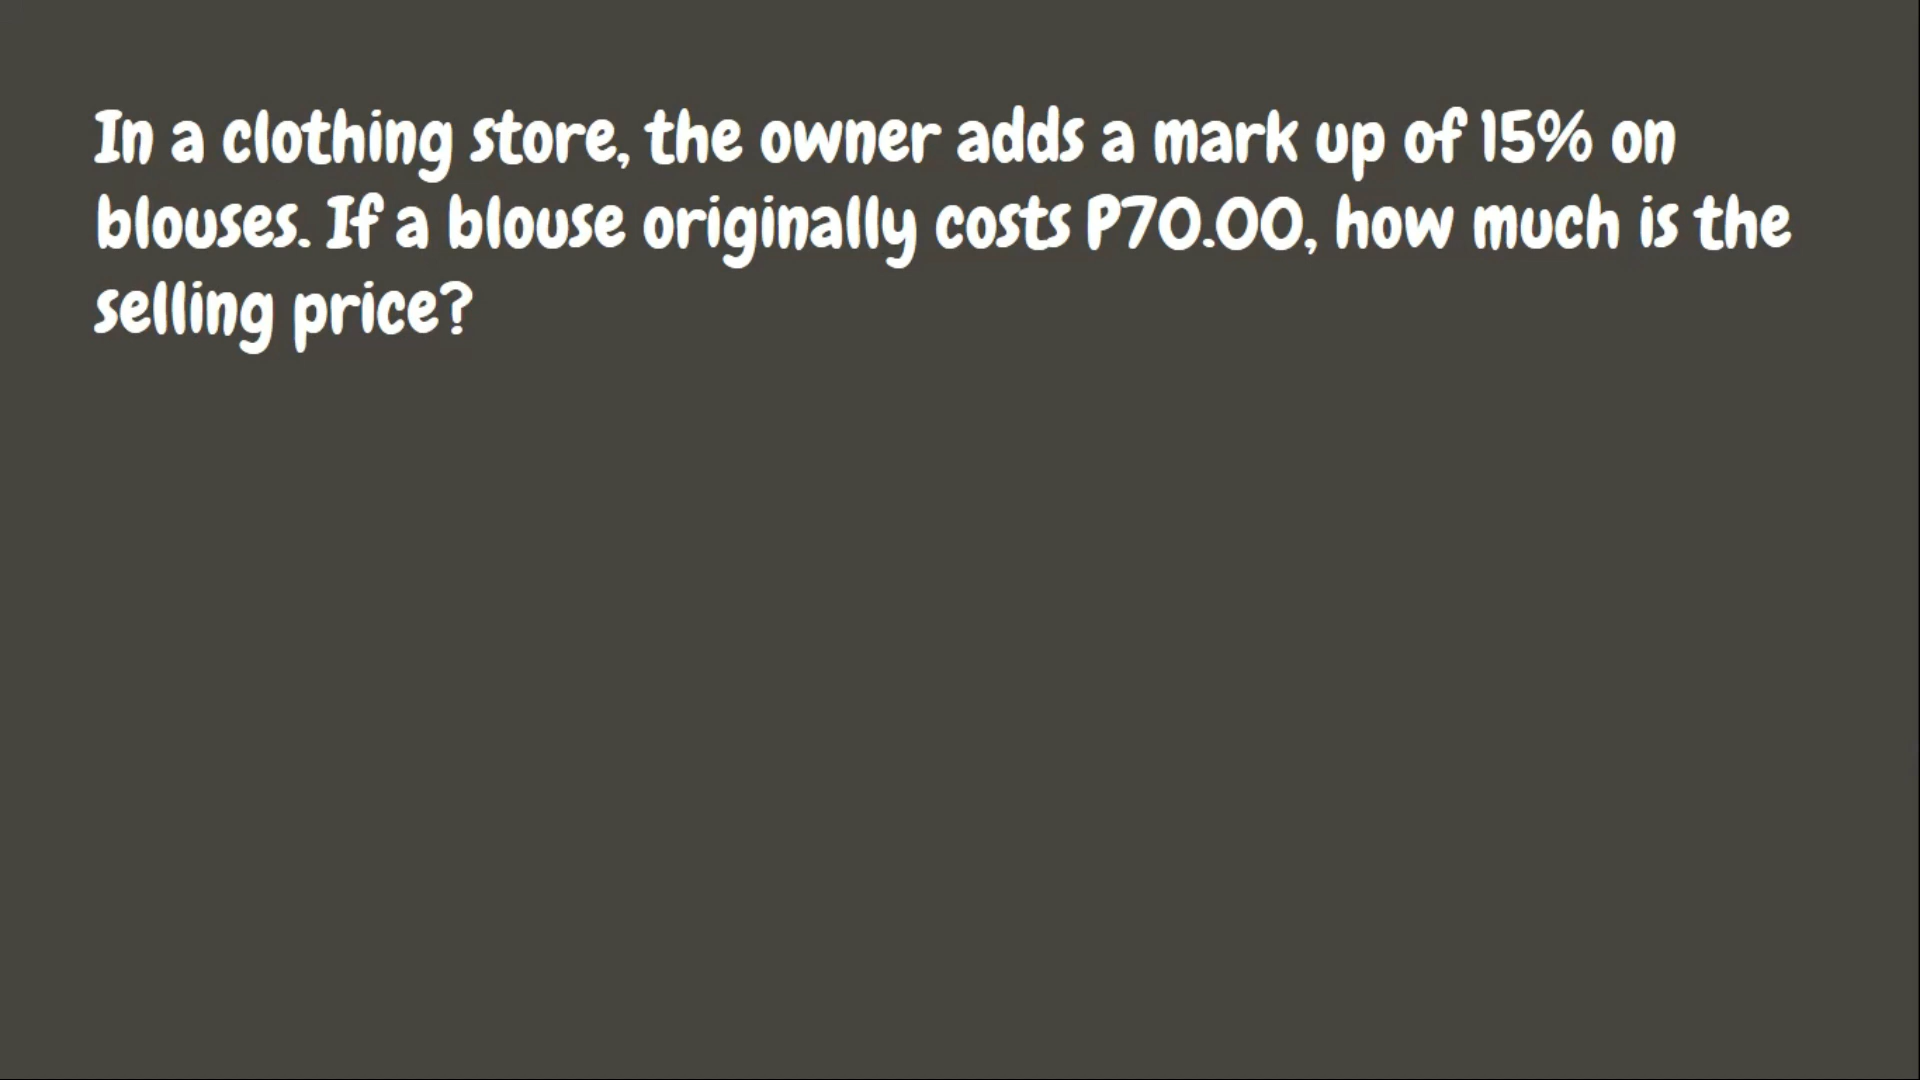 In a clothing store, the owner adds a mark up of 15% on
blouses. If a blouse originally costs P70.00, how much is the
selling price?